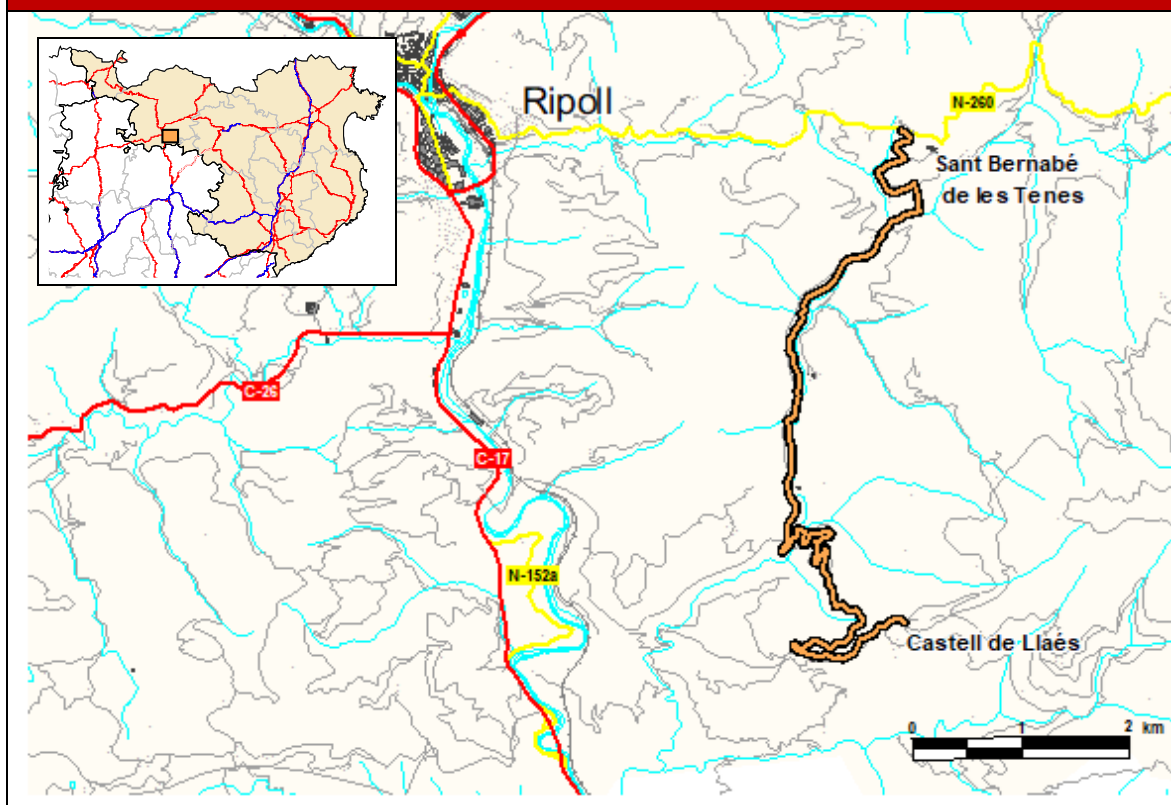 Ripoll
N-260
Sant Bernabé
de les Tenes
C-26
C-17
N-152a
Castell de Llaés
0 1 2 km